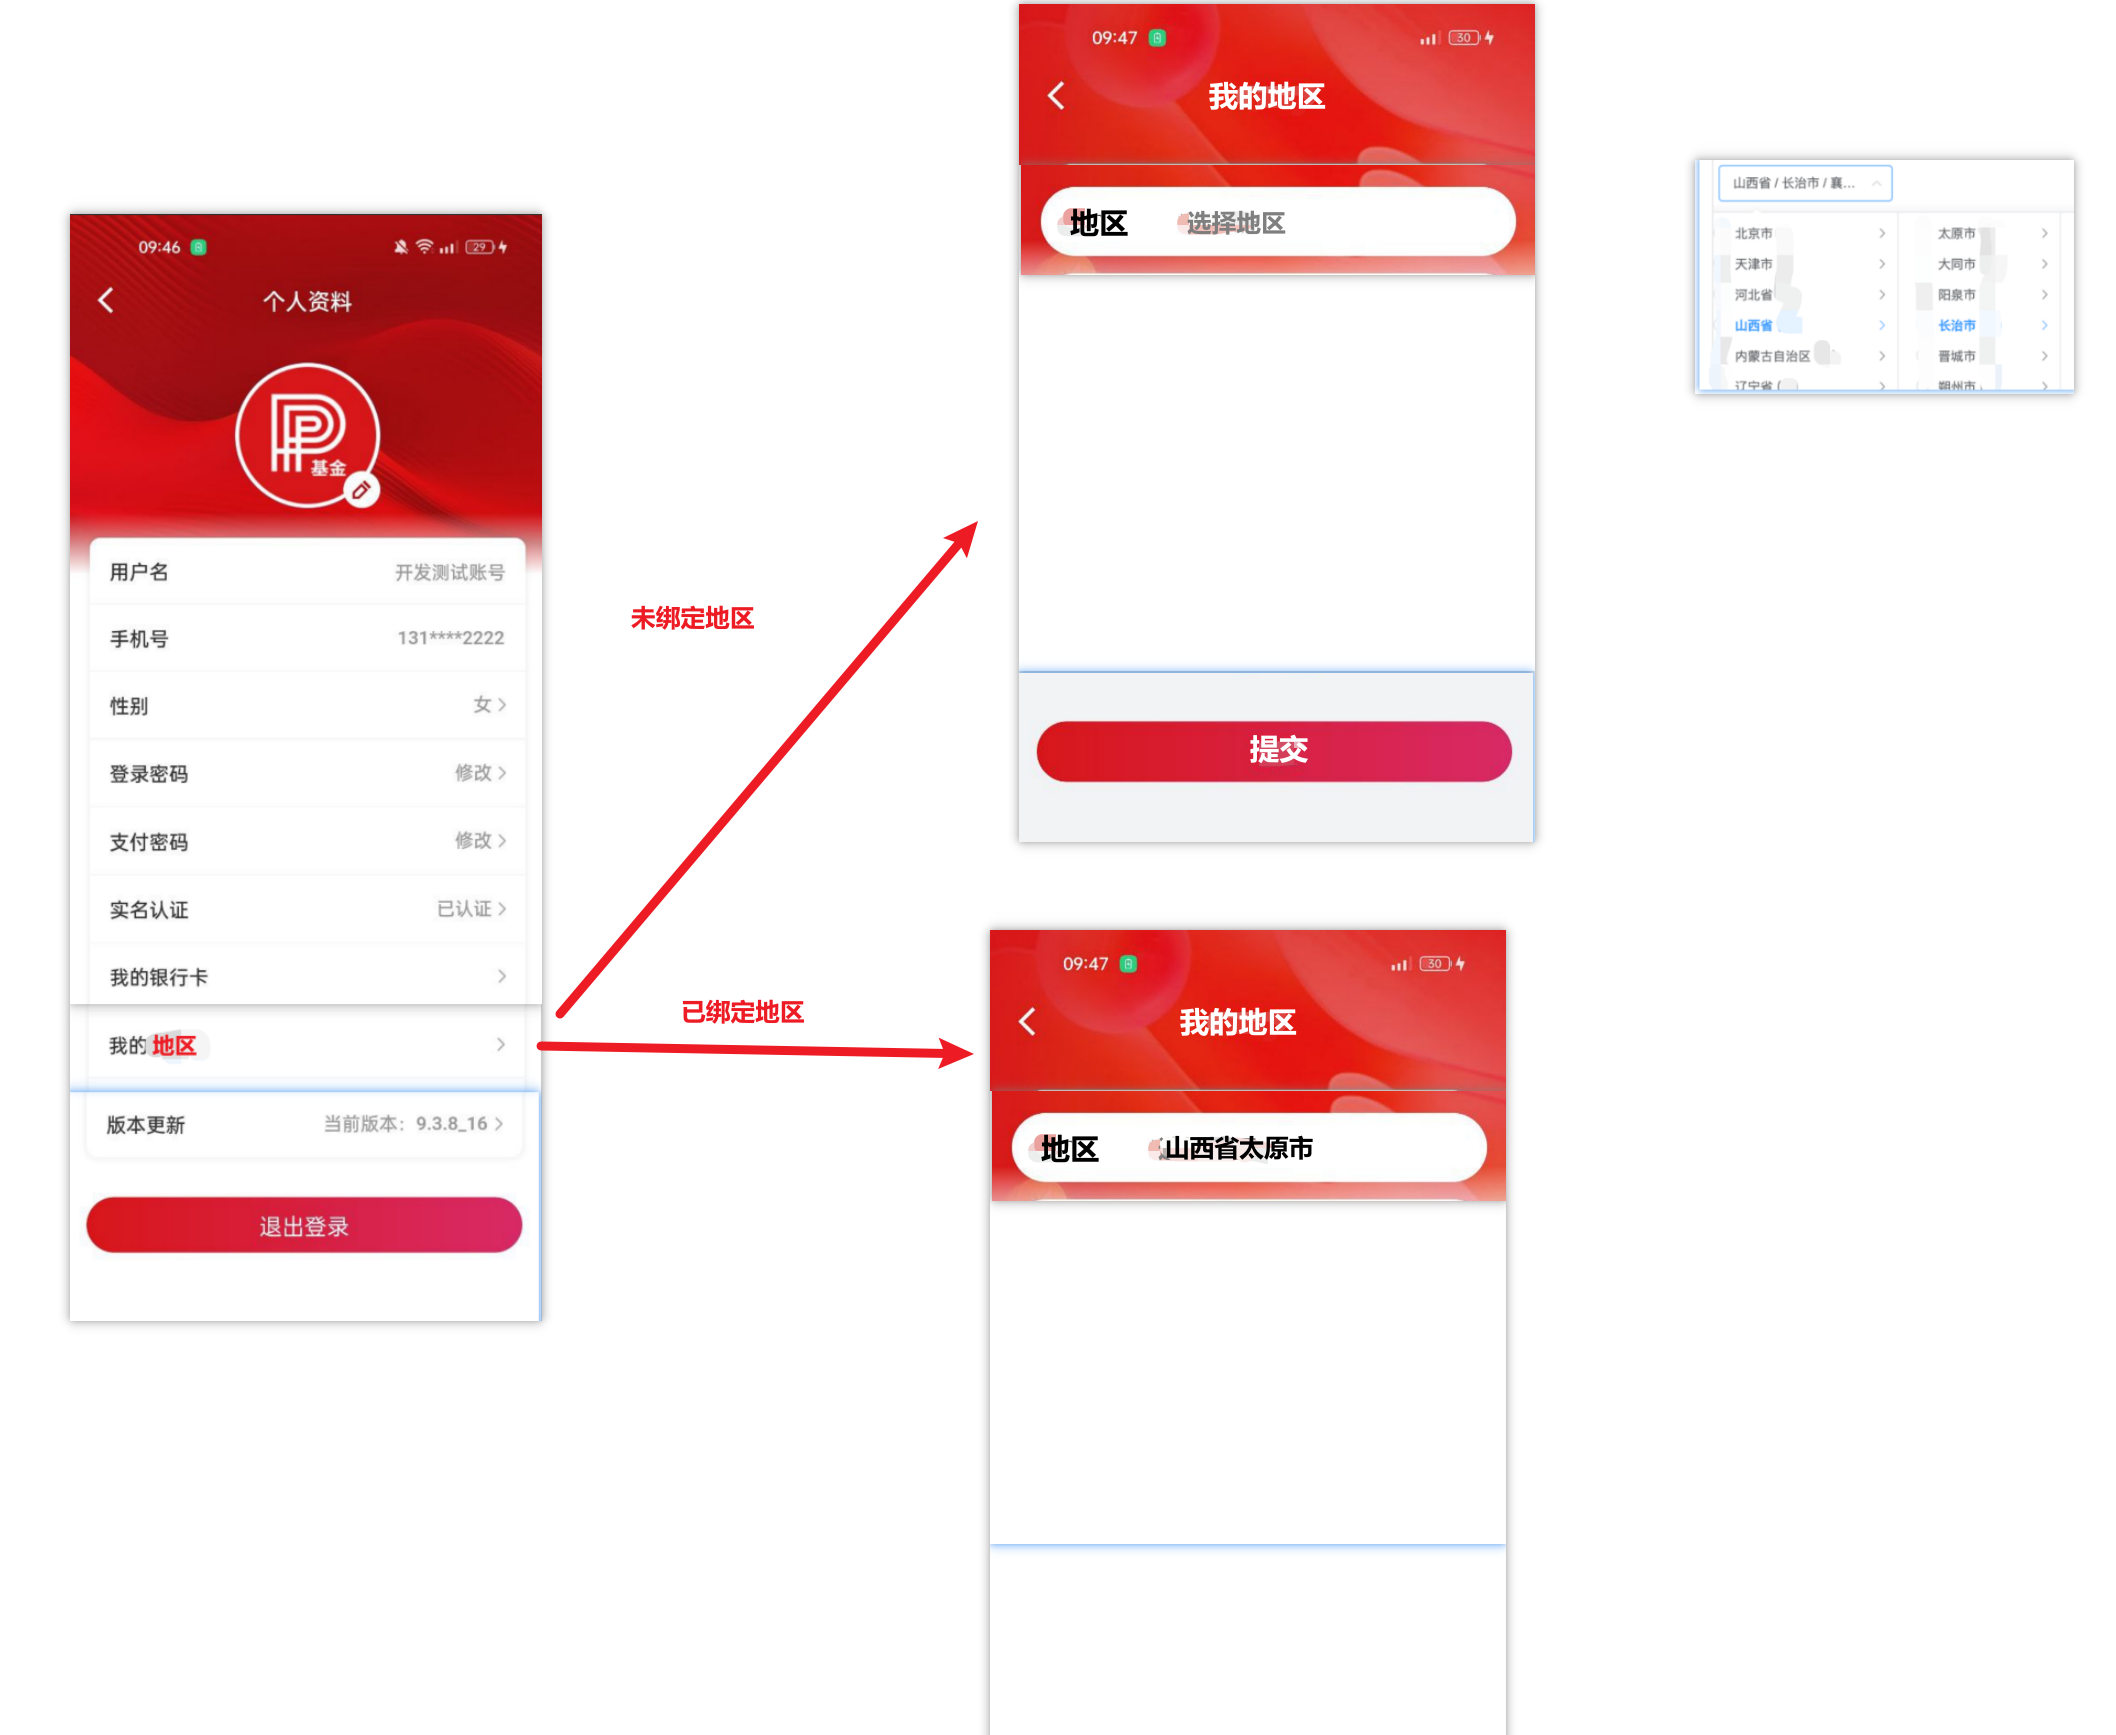 09:46
29
个人资料
基金
用户名 开发测试账号
手机号 131****2222
性别 女
登录密码 修改
支付密码 修改
实名认证 已认证
我的银行卡
我的地区
版本更新 当前版本：9.3.8_16
退出登录
未绑定地区
已绑定地区
09:47
30
我的地区
地区 选择地区
提交
09:47
30
我的地区
地区 山西省太原市
山西省 / 长治市 / 襄...
北京市 太原市
天津市 大同市
河北省 阳泉市
山西省 长治市
内蒙古自治区 晋城市
辽宁省 朔州市